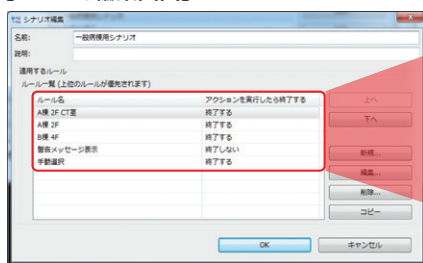 シナリオ編集
名前:
一般病棟用シナリオ
説明:
適用するルール
ルール一覧 (上位のルールが優先されます)
ルール名 アクションを実行したら終了する
A棟 2F CT室 終了する
A棟 2F 終了する
B棟 4F 終了する
警告メッセージ表示 終了しない
手動選択 終了する
上へ
下へ
新規...
編集...
削除...
コピー
OK キャンセル